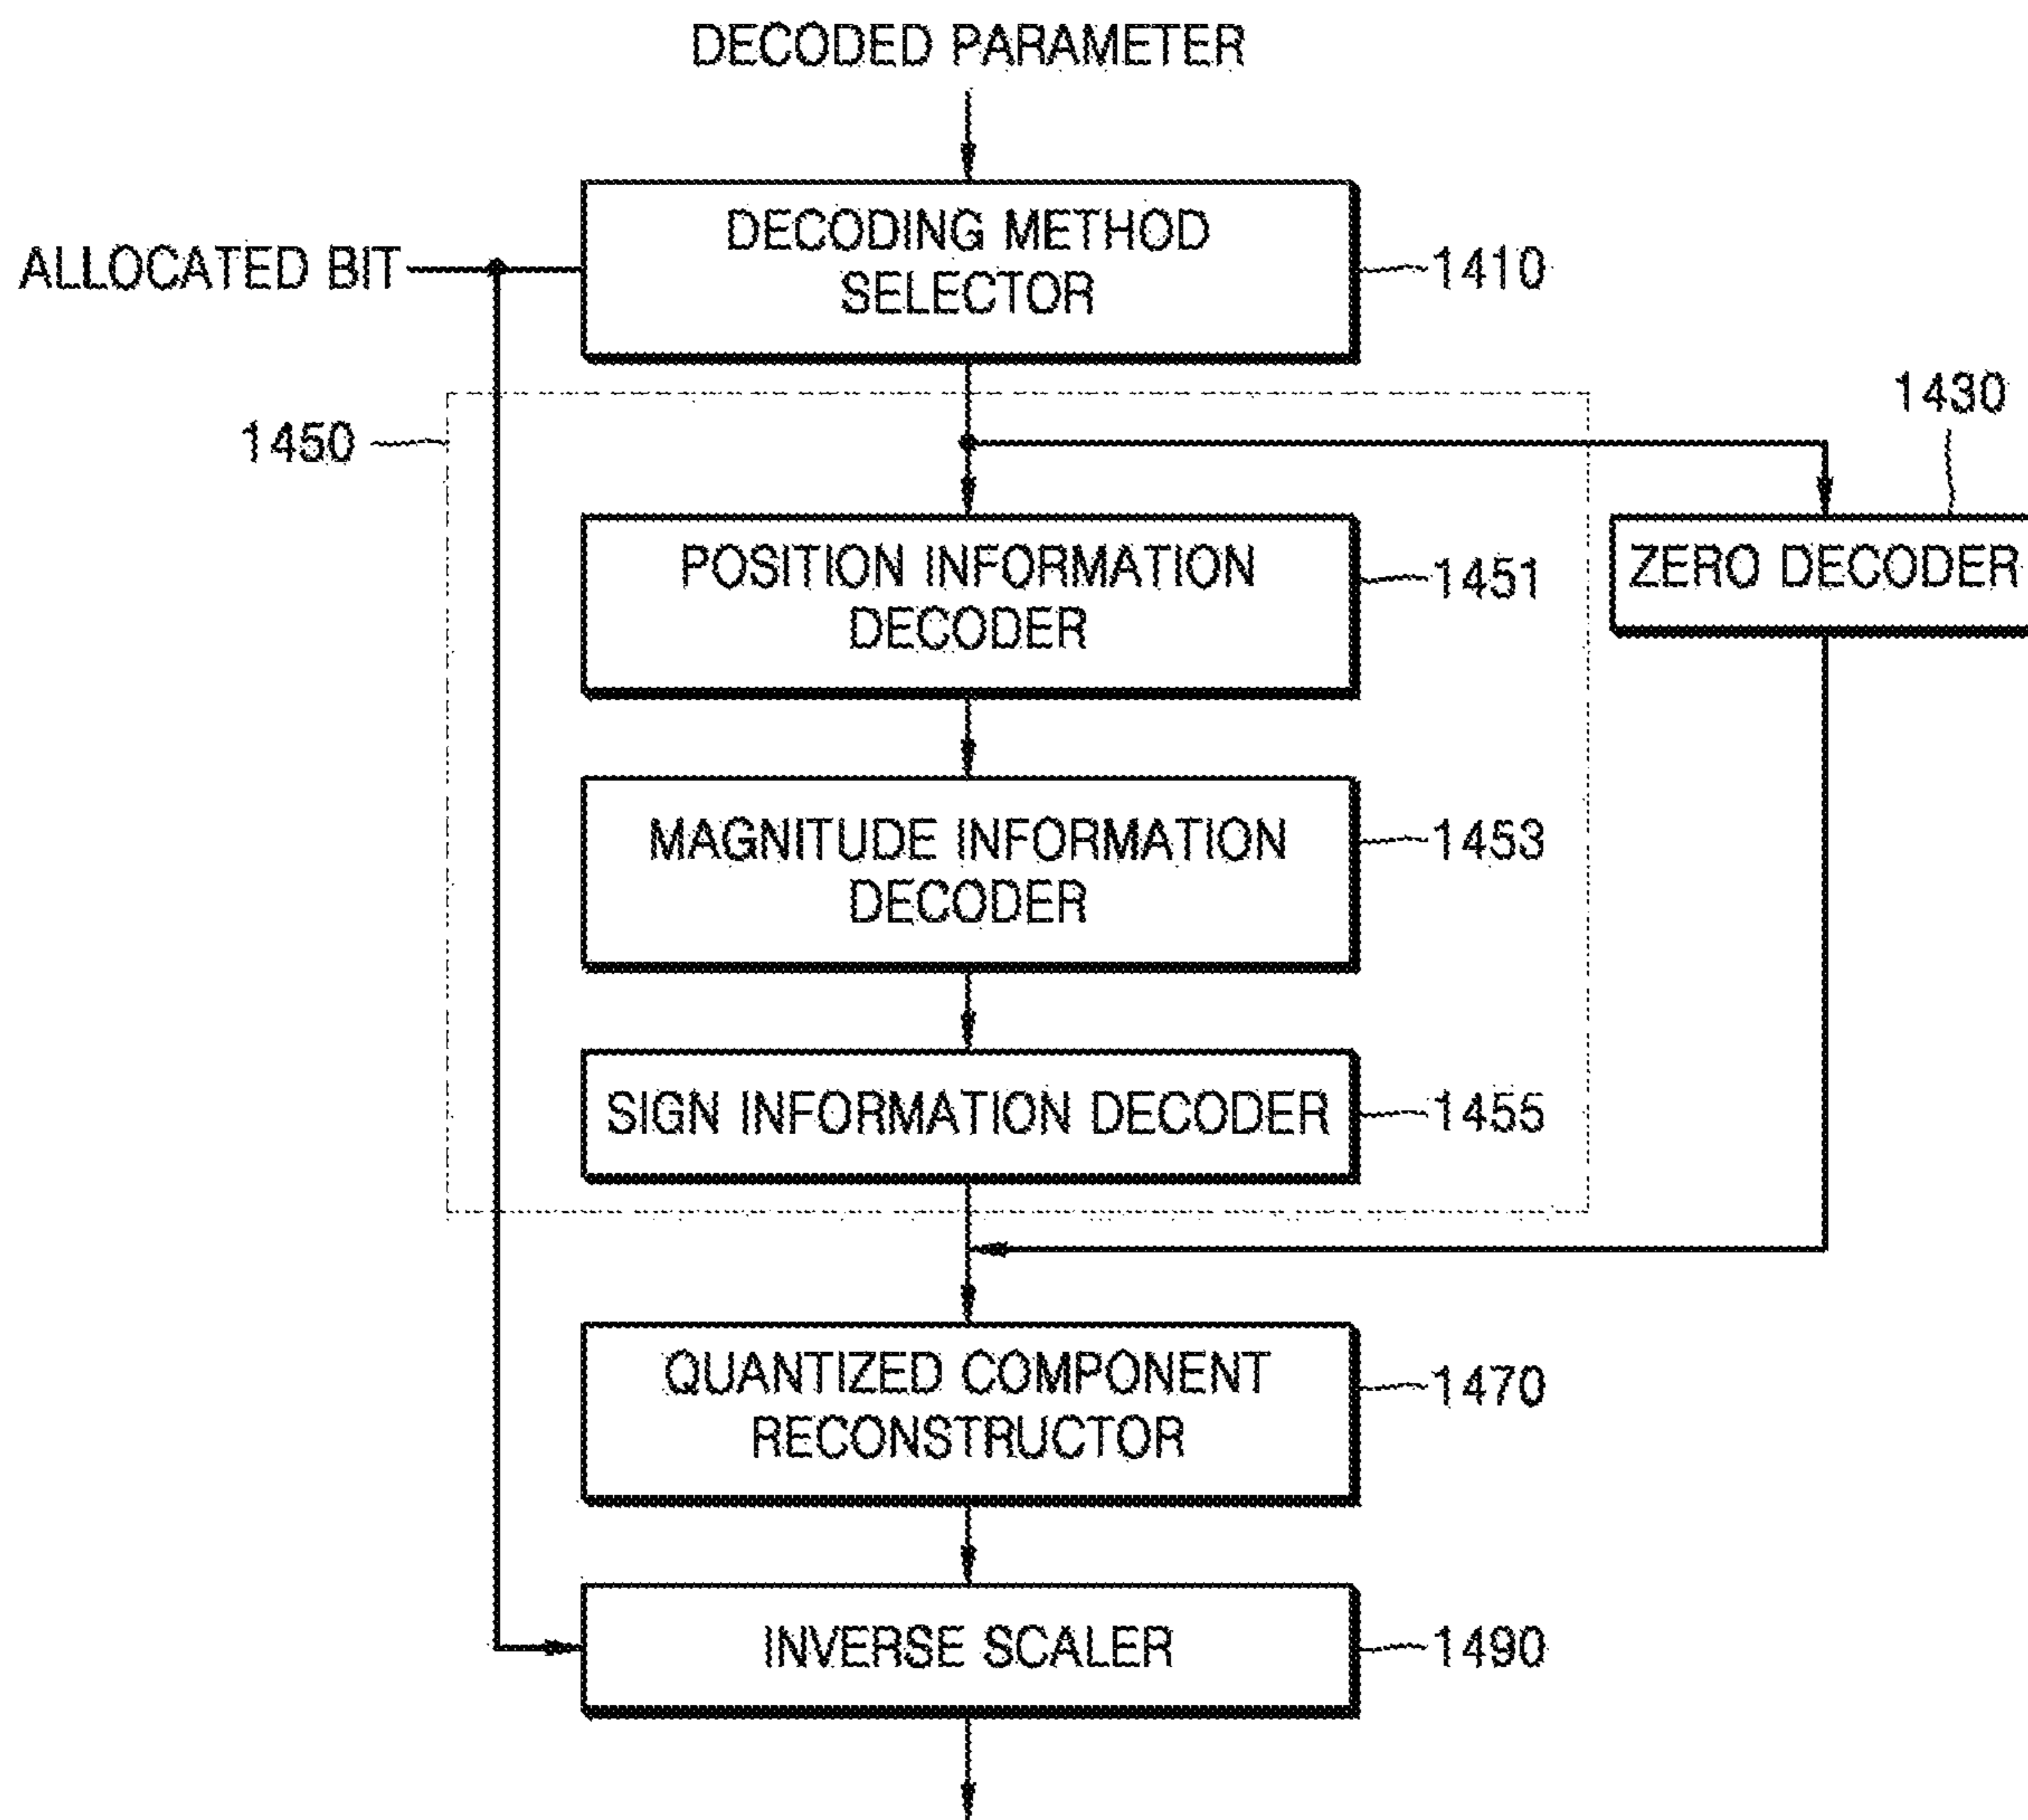 DECODED PARAMETER
DECODING METHOD
SELECTOR
ALLOCATED BIT
1410
1430
1450
POSITION INFORMATION
DECODER
1451
ZERO DECODER
MAGNITUDE INFORMATION
DECODER
1453
SIGN INFORMATION DECODER
1455
QUANTIZED COMPONENT
RECONSTRUCTOR
1470
INVERSE SCALER
1490